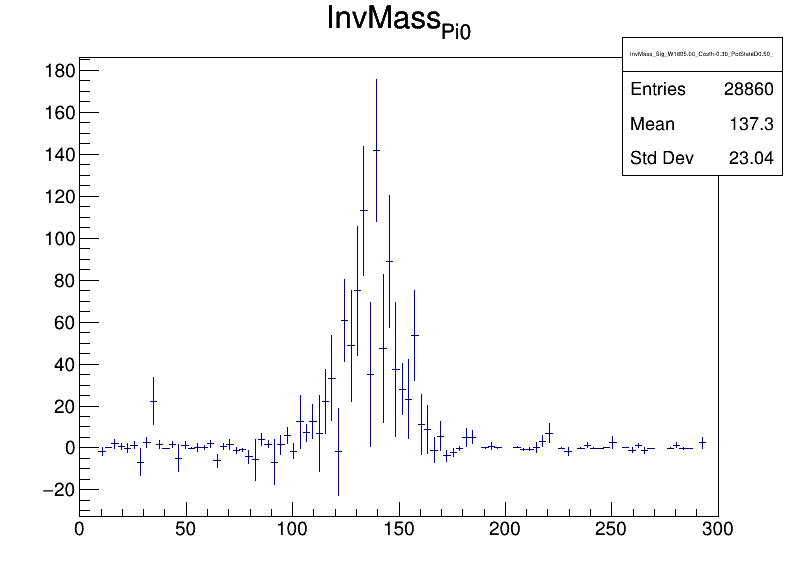 InvMass_Pi0
InvMass_Sig_W1605.00_Costh-0.30_PolStateD0.50_
Entries 28860
Mean 137.3
Std Dev 23.04
180
160
140
120
100
80
60
40
20
0
−20
0 50 100 150 200 250 300